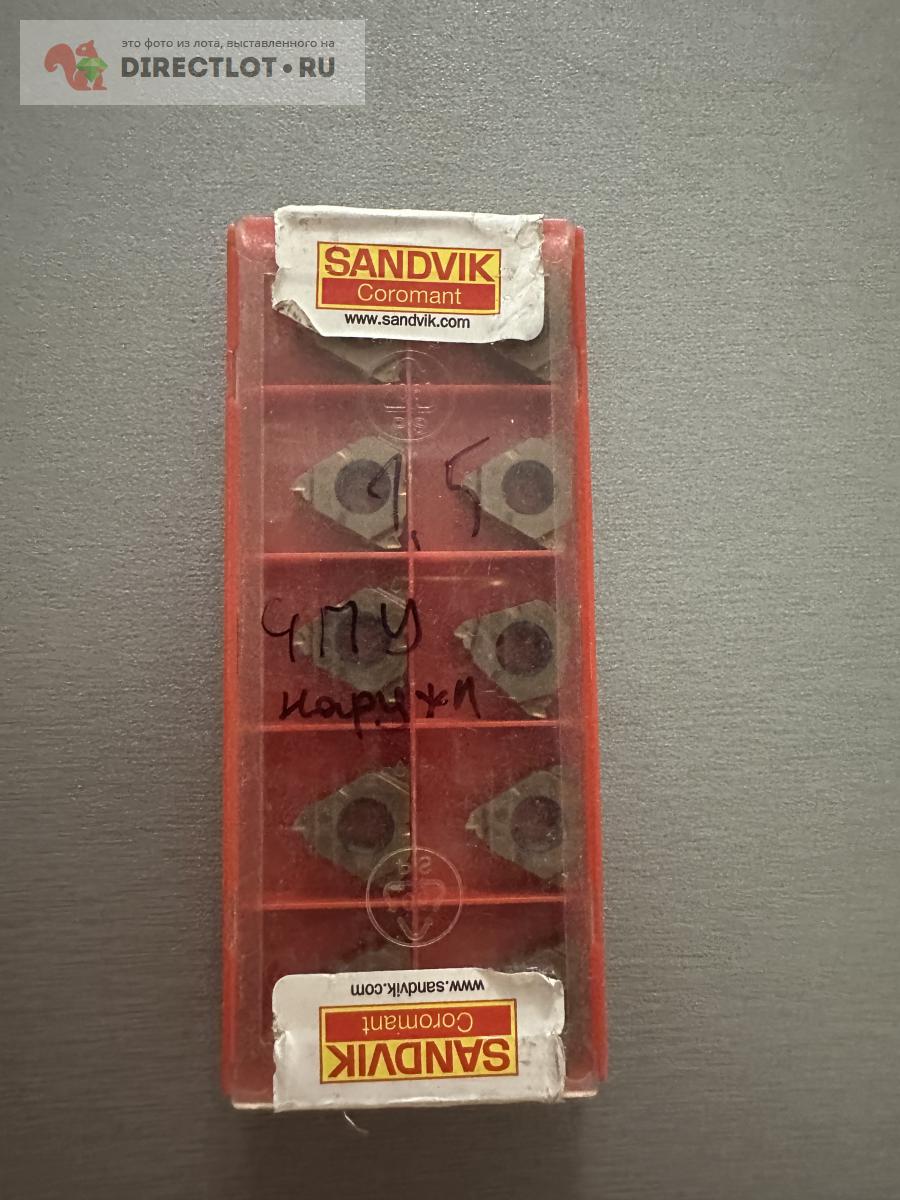 это фото из лота, выставленного на
DIRECTLOT•RU
SANDVIK
Coromant
www.sandvik.com
1,5
ЧПУ
наружн
www.sandvik.com
Coromant
SANDVIK